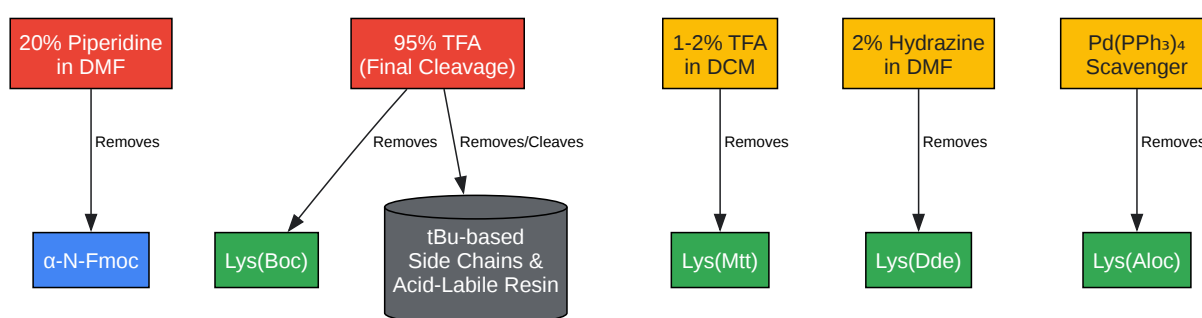 20% Piperidine
in DMF
95% TFA
(Final Cleavage)
1-2% TFA
in DCM
2% Hydrazine
in DMF
Pd(PPh₃)₄
Scavenger
Removes
Removes
Removes/Cleaves
Removes
Removes
Removes
α-N-Fmoc
Lys(Boc)
tBu-based
Side Chains &
Acid-Labile Resin
Lys(Mtt)
Lys(Dde)
Lys(Aloc)